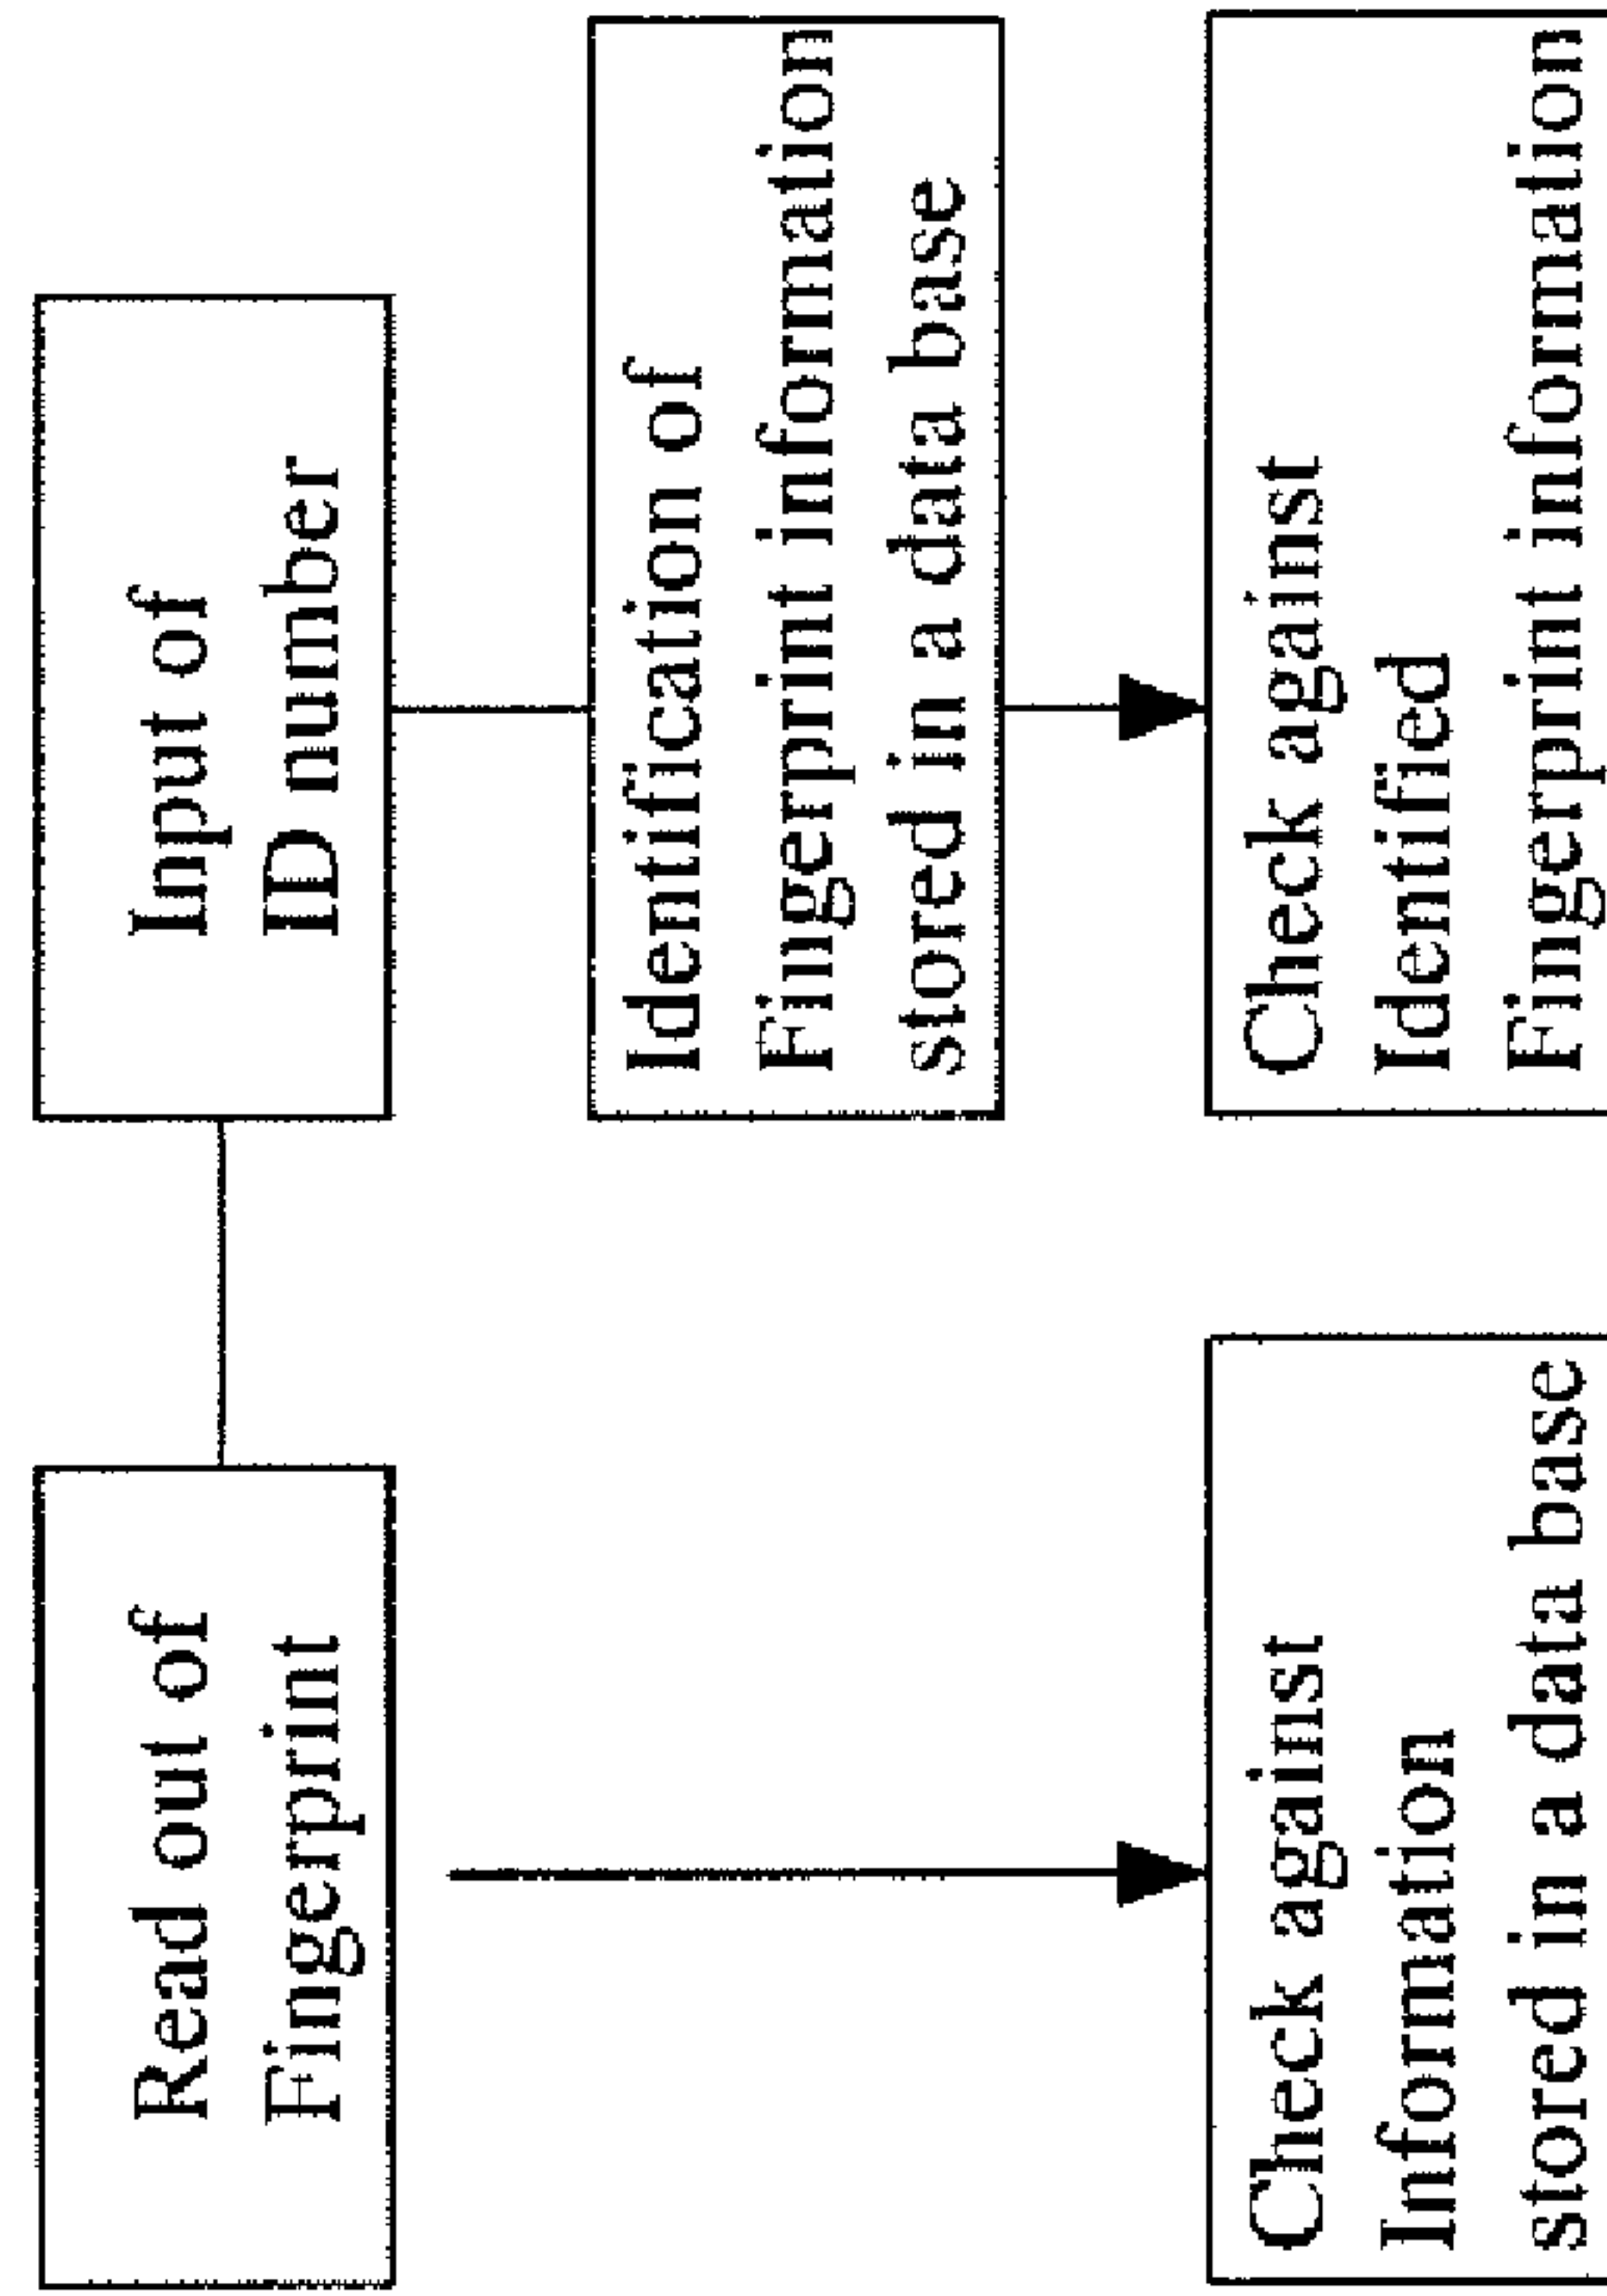 Read out of
Fingerprint
Input of
ID number
Identification of
Fingerprint information
stored in a data base
Check against
Information
stored in a data base
Check against
Identified
Fingerprint information